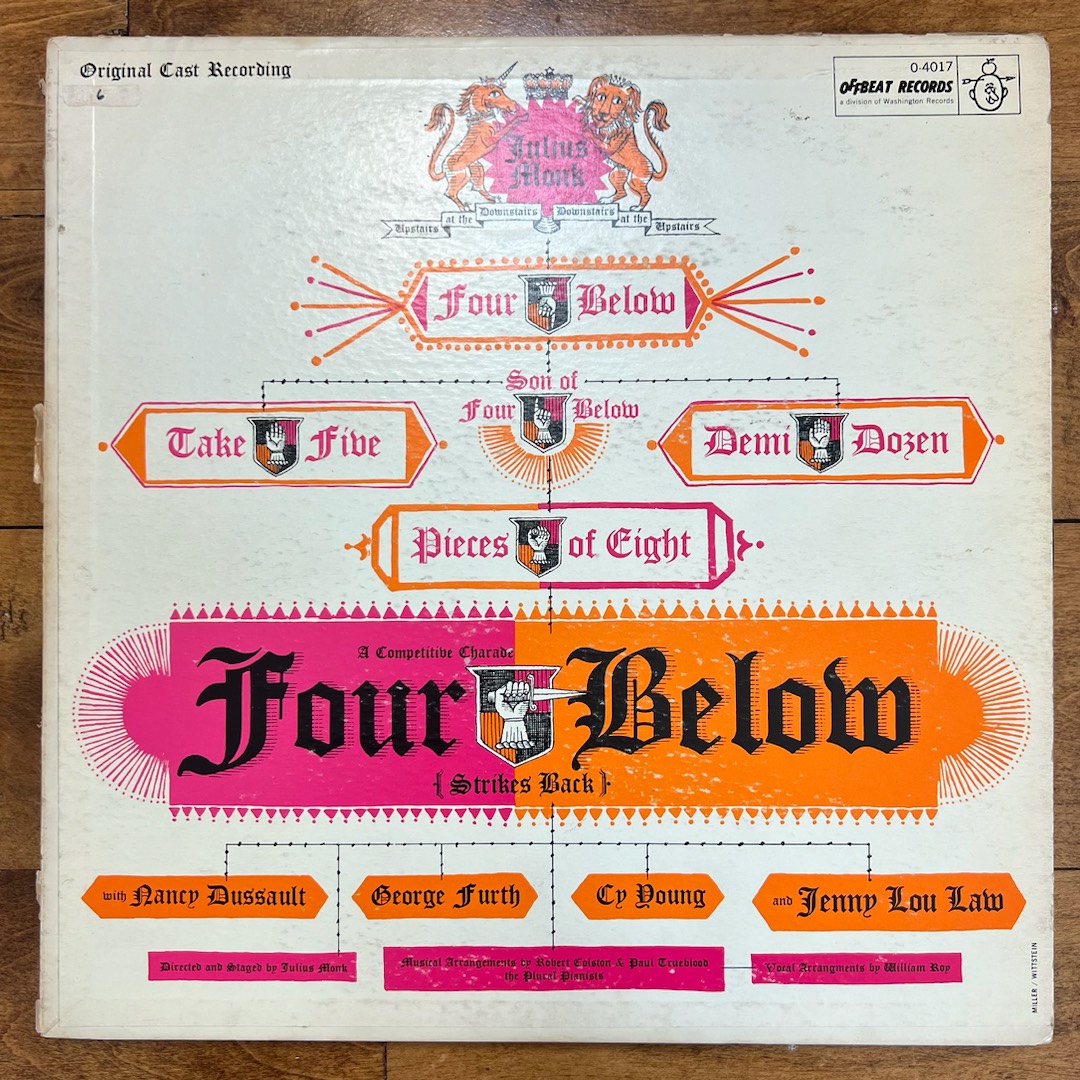 Original Cast Recording
6
0-4017
OFFBEAT RECORDS
a division of Washington Records
Julius
Monk
Upstairs at the Downstairs Downstairs at the Upstairs
Four Below
Son of
Four Below
Take Five
Demi Dozen
Pieces of Eight
A Competitive Charade
Four Below
{ Strikes Back }
with Nancy Dussault
George Furth
Cy Young
and Jenny Lou Law
Directed and Staged by Julius Monk
Musical Arrangements by Robert Colston & Paul Trueblood
the Plural Pianists
Vocal Arrangments by William Roy
MILLER / WITTSTEIN